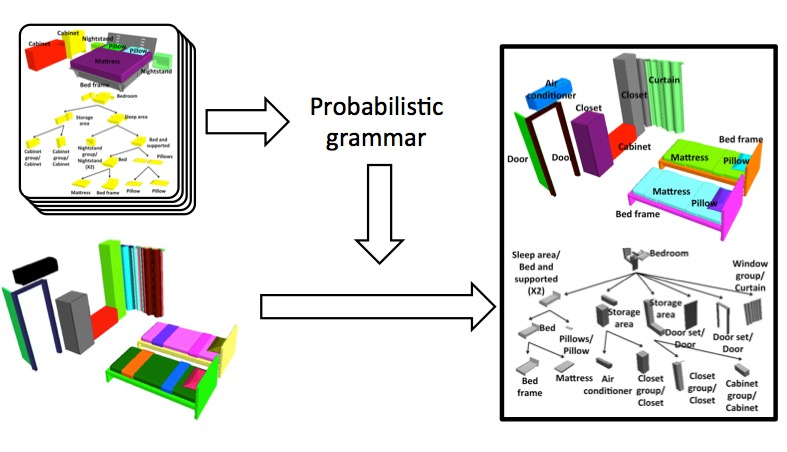 Cabinet
Cabinet
Nightstand
Pillow
Pillow
Mattress
Nightstand
Bed frame
Bedroom
Storage
area
Sleep area
Cabinet
group/
Cabinet
Cabinet
group/
Cabinet
Nightstand
group/
Nightstand
(X2)
Bed and
supported
Bed
Pillows
Mattress
Bed frame
Pillow
Pillow
Probabilistic
grammar
Air
conditioner
Closet
Closet
Curtain
Door
Door
Cabinet
Bed frame
Mattress
Pillow
Mattress
Pillow
Bed frame
Sleep area/
Bed and
supported
(X2)
Bedroom
Window
group/
Curtain
Bed
Pillows/
Pillow
Storage
area
Storage
area
Door set/
Door
Door set/
Door
Bed
frame
Mattress
Air
conditioner
Closet
group/
Closet
Closet
group/
Closet
Cabinet
group/
Cabinet